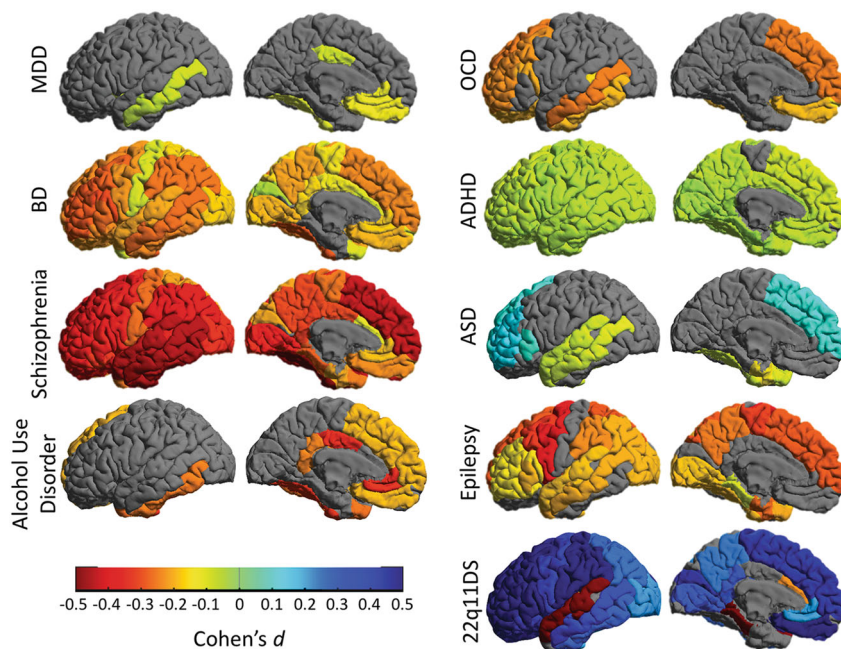 MDD
OCD
BD
ADHD
Schizophrenia
ASD
Alcohol Use
Disorder
Epilepsy
22q11DS
-0.5 -0.4 -0.3 -0.2 -0.1 0 0.1 0.2 0.3 0.4 0.5
Cohen's d